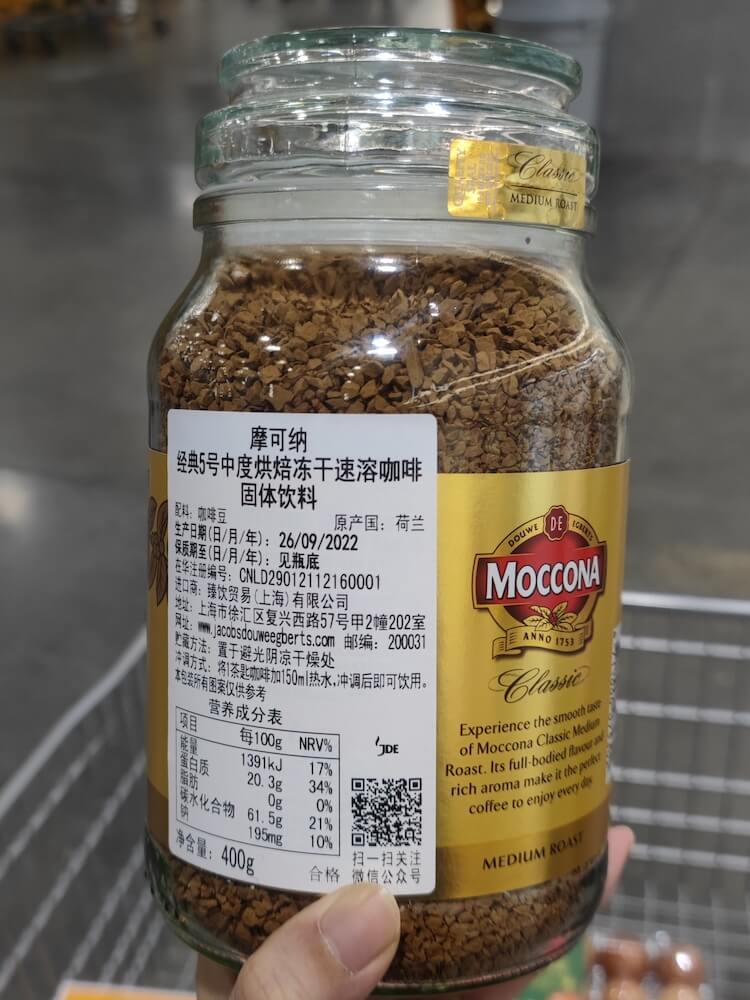 Classic
MEDIUM ROAST
摩可纳
经典5号中度烘焙冻干速溶咖啡
固体饮料
配料: 咖啡豆
原产国: 荷兰
生产日期(日/月/年): 26/09/2022
保质期至(日/月/年): 见瓶底
在华注册编号: CNLD29012112160001
进口商: 臻饮贸易(上海)有限公司
地址: 上海市徐汇区复兴西路57号甲2幢202室
网址: www.jacobsdouweegberts.com 邮编: 200031
贮藏方法: 置于避光阴凉干燥处
冲调方式: 将1茶匙咖啡加150ml热水,冲调后即可饮用。
本包装所有图案仅供参考
营养成分表
项目 每100g NRV%
能量 1391kJ 17%
蛋白质 20.3g 34%
脂肪 0g 0%
碳水化合物 61.5g 21%
钠 195mg 10%
净含量: 400g
JDE
扫一扫关注
合格 微信公众号
DOUWE DE EGBERTS
MOCCONA
ANNO 1753
Classic
Experience the smooth taste
of Moccona Classic Medium
Roast. Its full-bodied flavour and
rich aroma make it the perfect
coffee to enjoy every day.
MEDIUM ROAST